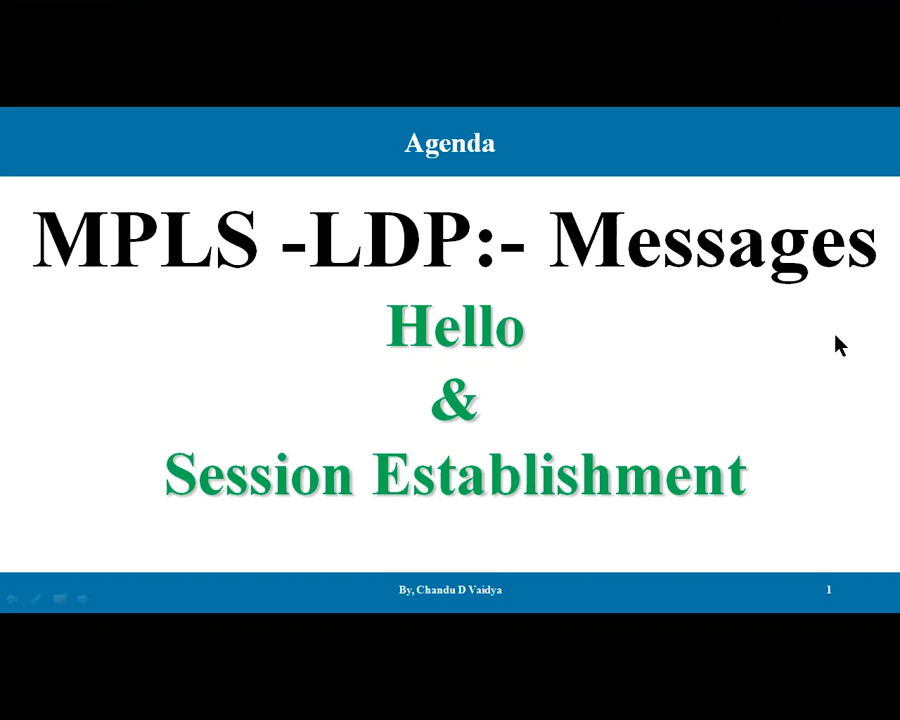 Agenda
MPLS -LDP:- Messages
Hello
&
Session Establishment
By, Chandu D Vaidya
1